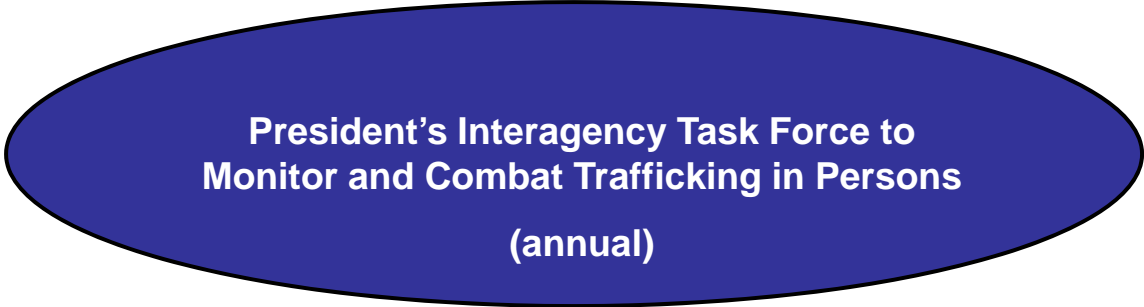 President’s Interagency Task Force to
Monitor and Combat Trafficking in Persons
(annual)